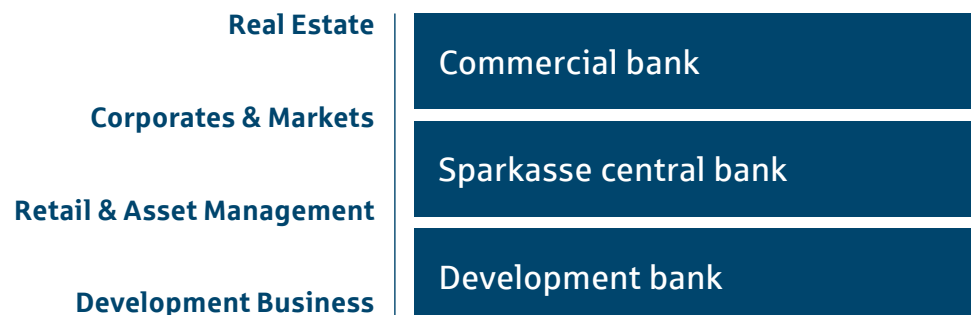 Real Estate
Corporates & Markets
Retail & Asset Management
Development Business
Commercial bank
Sparkasse central bank
Development bank